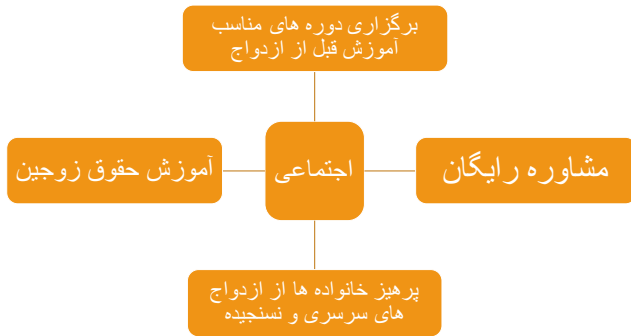 برگزاری دوره های مناسب
آموزش قبل از ازدواج
مشاوره رایگان
اجتماعی
آموزش حقوق زوجین
پرهیز خانواده ها از ازدواج
های سرسری و نسنجیده